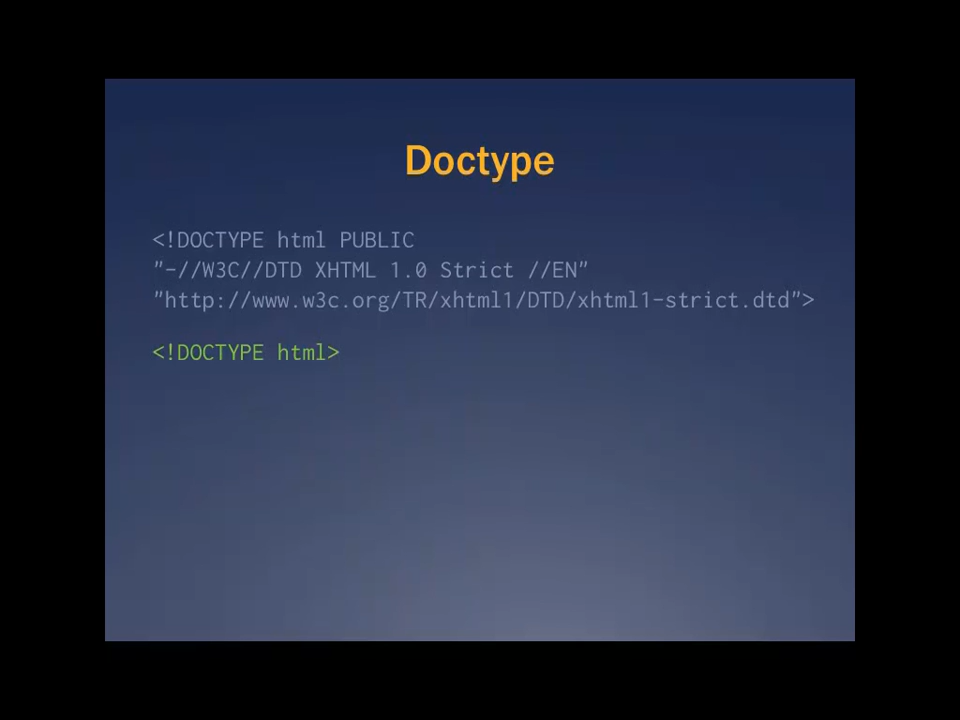 Doctype
<!DOCTYPE html PUBLIC
"-//W3C//DTD XHTML 1.0 Strict //EN"
"http://www.w3c.org/TR/xhtml1/DTD/xhtml1-strict.dtd">
<!DOCTYPE html>